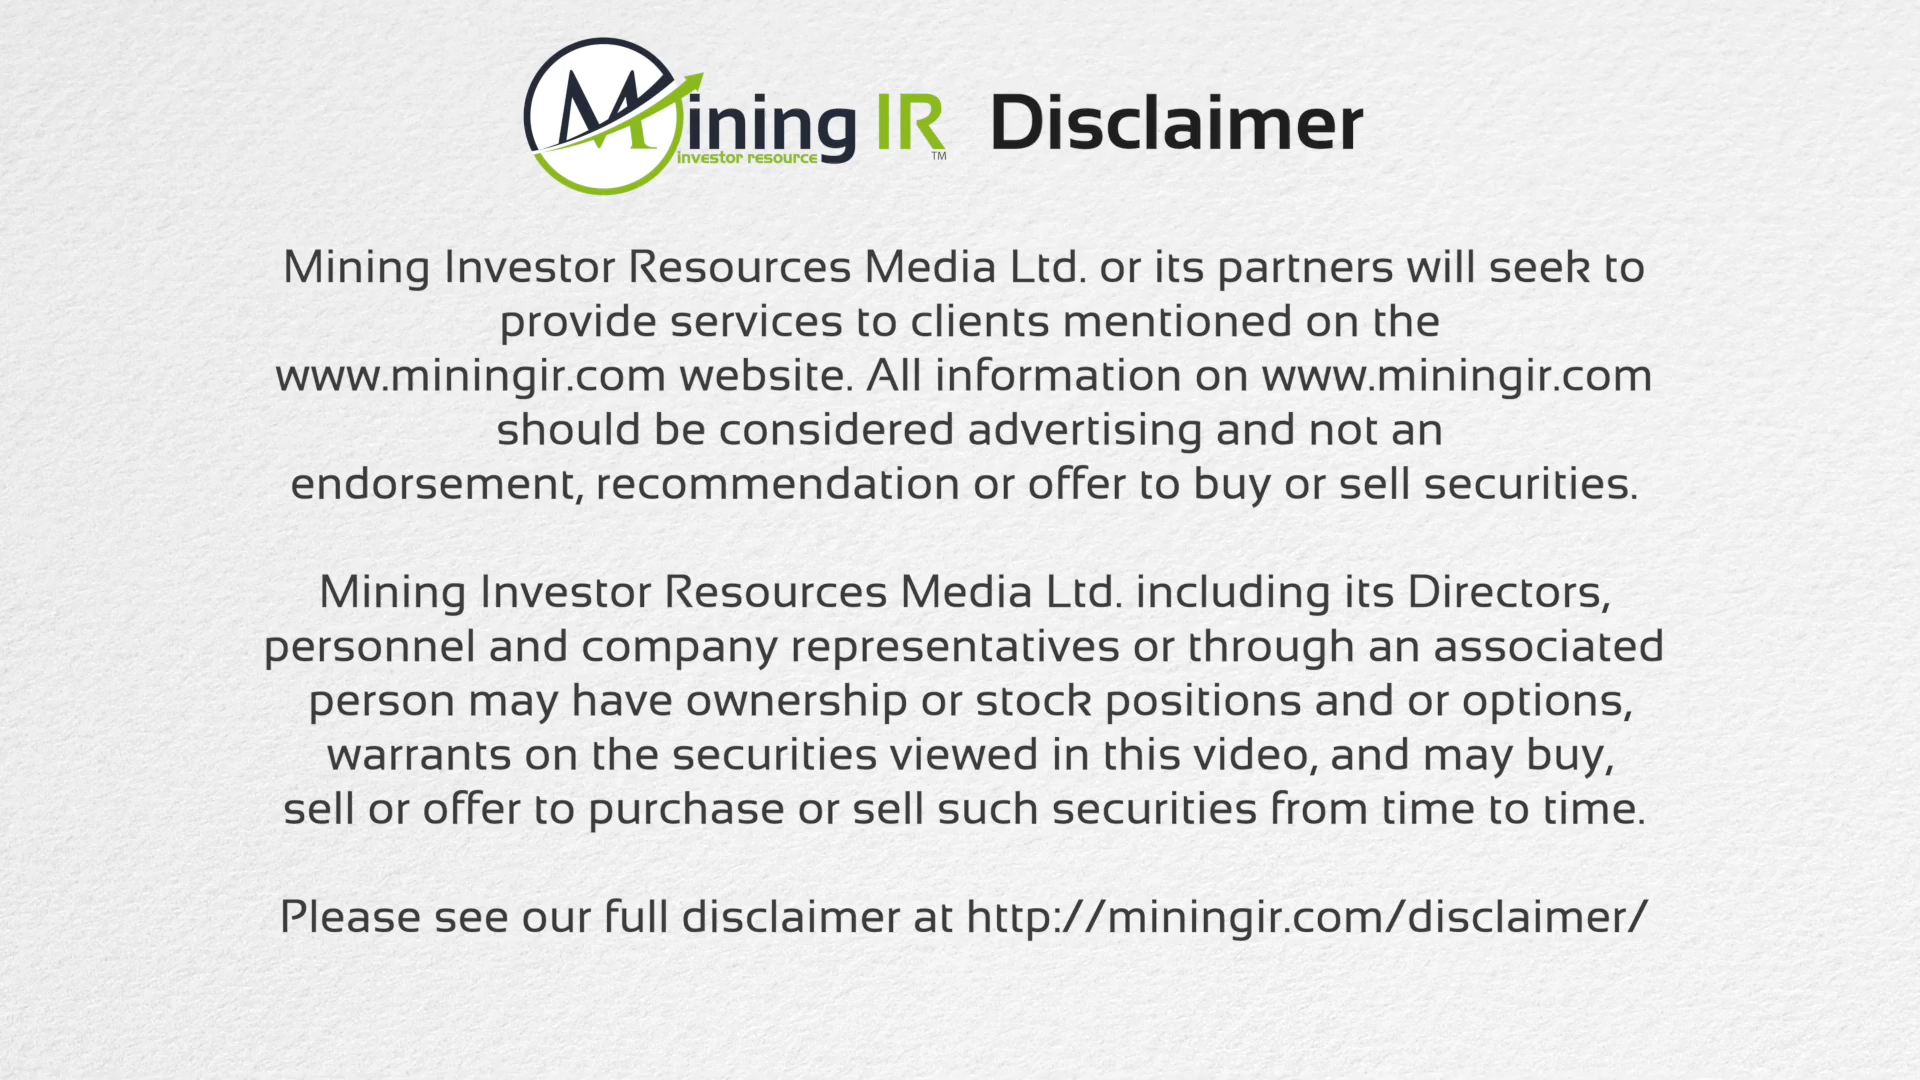 Mining IR Disclaimer
investor resource TM
Mining Investor Resources Media Ltd. or its partners will seek to
provide services to clients mentioned on the
www.miningir.com website. All information on www.miningir.com
should be considered advertising and not an
endorsement, recommendation or offer to buy or sell securities.
Mining Investor Resources Media Ltd. including its Directors,
personnel and company representatives or through an associated
person may have ownership or stock positions and or options,
warrants on the securities viewed in this video, and may buy,
sell or offer to purchase or sell such securities from time to time.
Please see our full disclaimer at http://miningir.com/disclaimer/